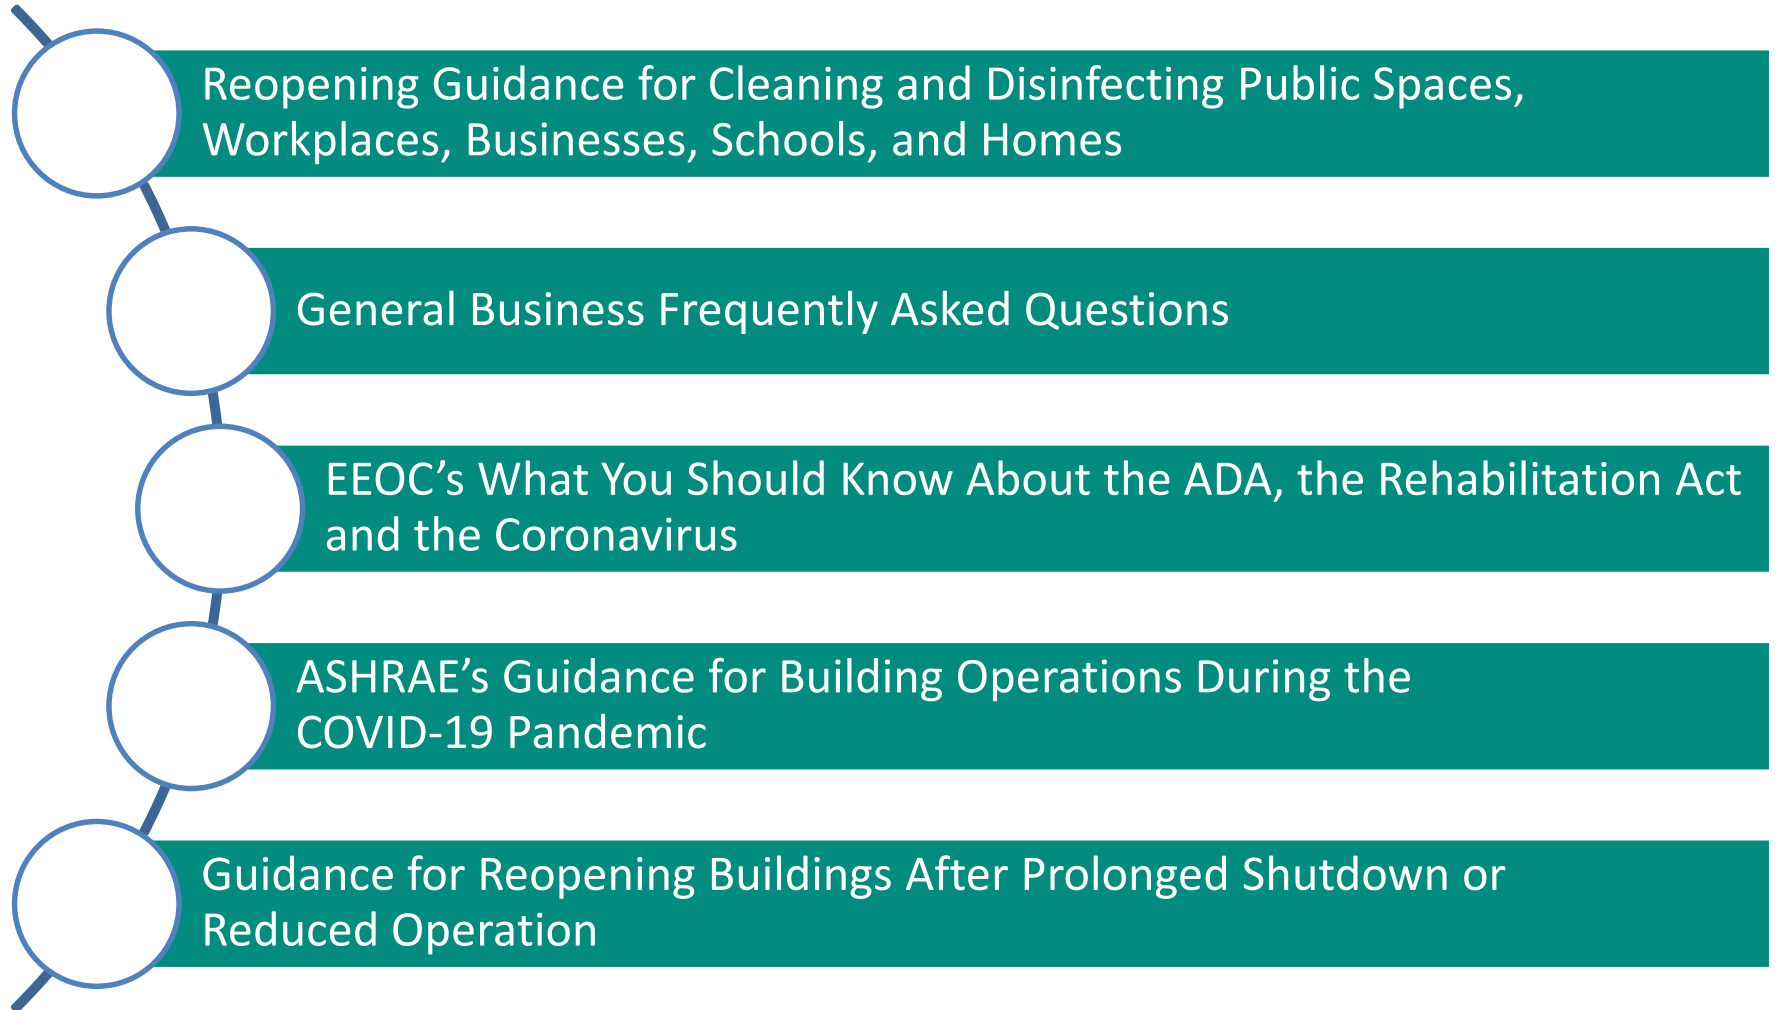 Reopening Guidance for Cleaning and Disinfecting Public Spaces,
Workplaces, Businesses, Schools, and Homes
General Business Frequently Asked Questions
EEOC’s What You Should Know About the ADA, the Rehabilitation Act
and the Coronavirus
ASHRAE’s Guidance for Building Operations During the
COVID-19 Pandemic
Guidance for Reopening Buildings After Prolonged Shutdown or
Reduced Operation